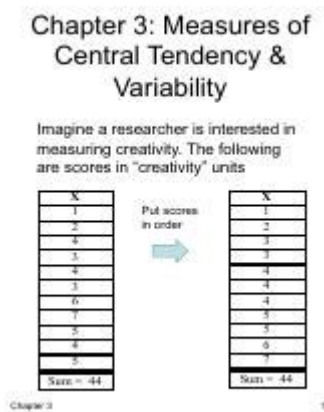 Chapter 3: Measures of
Central Tendency &
Variability
Imagine a researcher is interested in
measuring creativity. The following
are scores in "creativity" units
X
1
2
4
3
4
3
6
7
5
4
5
Sum = 44
Put scores
in order
X
1
2
3
3
4
4
4
5
5
6
7
Sum = 44
Chapter 3